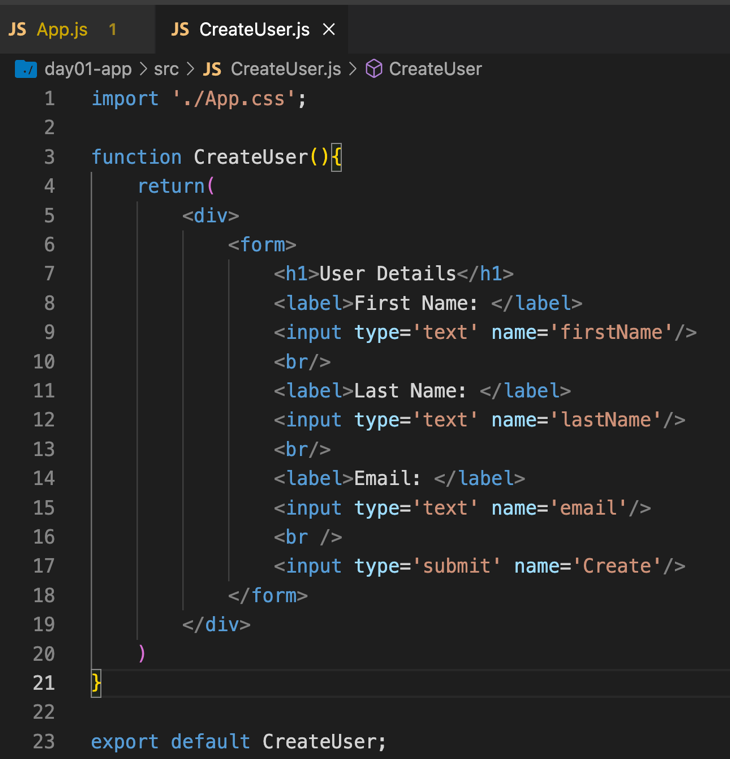 JS App.js 1 JS CreateUser.js ×
day01-app > src > JS CreateUser.js > CreateUser
1 import './App.css';
2
3 function CreateUser(){
4     return(
5         <div>
6             <form>
7                 <h1>User Details</h1>
8                 <label>First Name: </label>
9                 <input type='text' name='firstName'/>
10                 <br/>
11                 <label>Last Name: </label>
12                 <input type='text' name='lastName'/>
13                 <br/>
14                 <label>Email: </label>
15                 <input type='text' name='email'/>
16                 <br />
17                 <input type='submit' name='Create'/>
18             </form>
19         </div>
20     )
21 }
22
23 export default CreateUser;